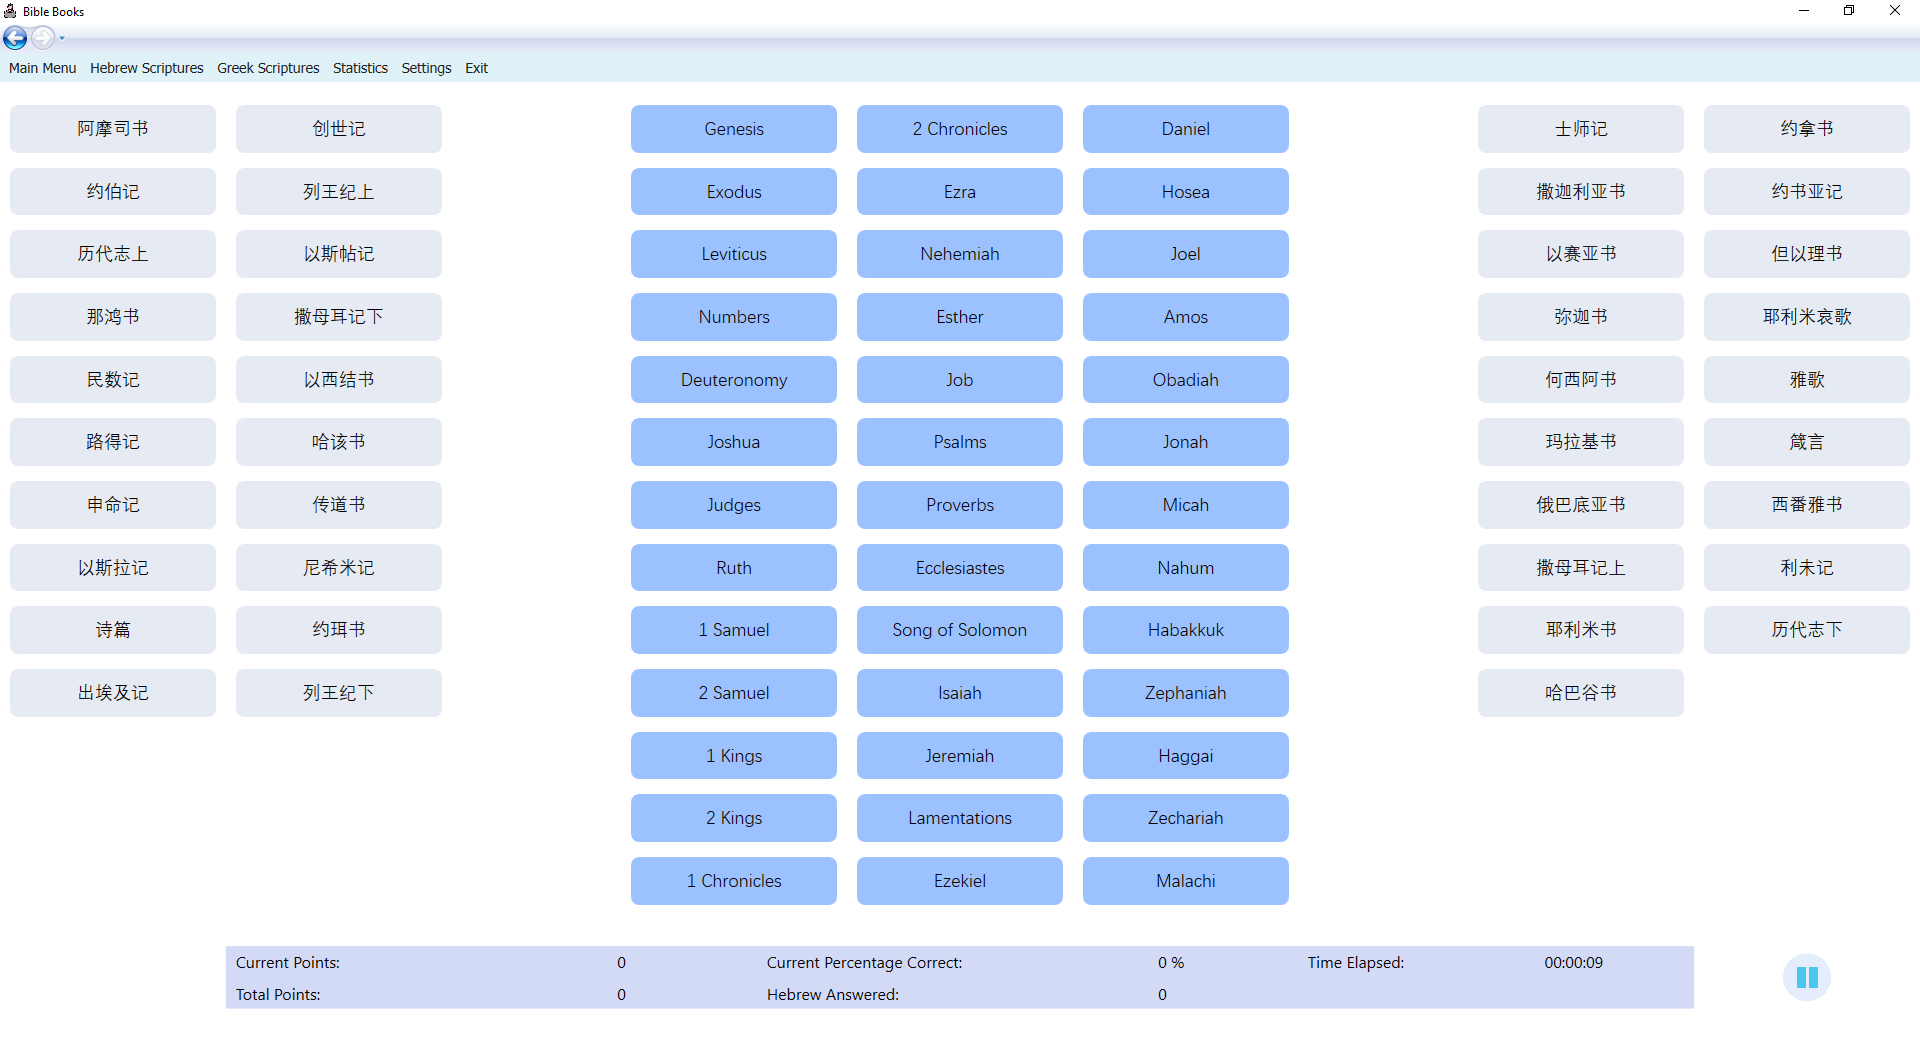 Bible Books
Main Menu Hebrew Scriptures Greek Scriptures Statistics Settings Exit
阿摩司书 创世记 Genesis 2 Chronicles Daniel 士师记 约拿书
约伯记 列王纪上 Exodus Ezra Hosea 撒迦利亚书 约书亚记
历代志上 以斯帖记 Leviticus Nehemiah Joel 以赛亚书 但以理书
那鸿书 撒母耳记下 Numbers Esther Amos 弥迦书 耶利米哀歌
民数记 以西结书 Deuteronomy Job Obadiah 何西阿书 雅歌
路得记 哈该书 Joshua Psalms Jonah 玛拉基书 箴言
申命记 传道书 Judges Proverbs Micah 俄巴底亚书 西番雅书
以斯拉记 尼希米记 Ruth Ecclesiastes Nahum 撒母耳记上 利未记
诗篇 约珥书 1 Samuel Song of Solomon Habakkuk 耶利米书 历代志下
出埃及记 列王纪下 2 Samuel Isaiah Zephaniah 哈巴谷书
1 Kings Jeremiah Haggai
2 Kings Lamentations Zechariah
1 Chronicles Ezekiel Malachi
Current Points: 0 Current Percentage Correct: 0 % Time Elapsed: 00:00:09
Total Points: 0 Hebrew Answered: 0